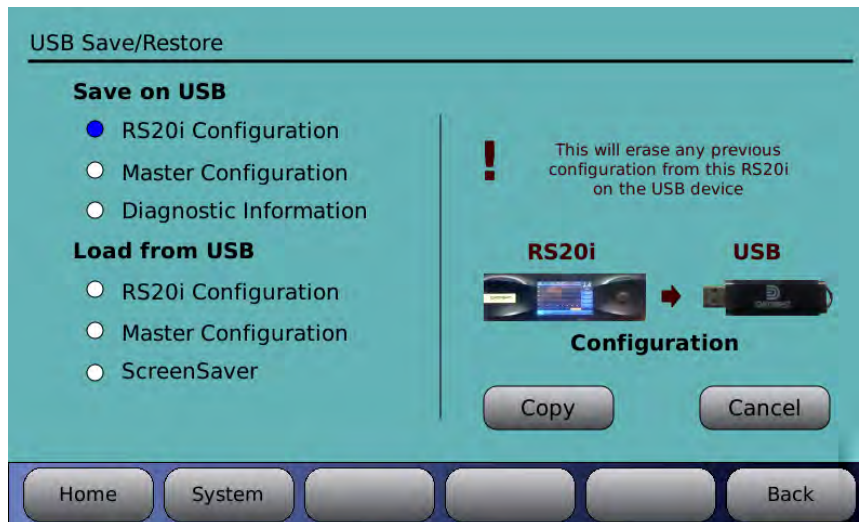 USB Save/Restore
Save on USB
RS20i Configuration
Master Configuration
Diagnostic Information
Load from USB
RS20i Configuration
Master Configuration
ScreenSaver
!
This will erase any previous
configuration from this RS20i
on the USB device
RS20i
USB
Configuration
Copy
Cancel
Home
System
Back